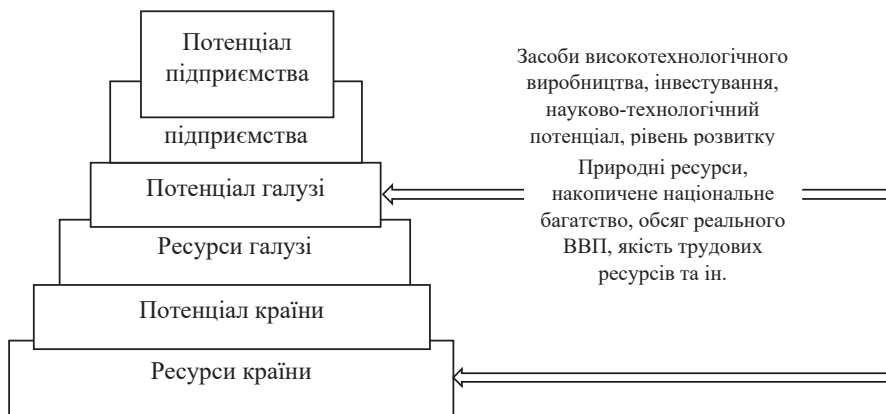 Потенціал
підприємства
підприємства
Потенціал галузі
Ресурси галузі
Потенціал країни
Ресурси країни
Засоби високотехнологічного
виробництва, інвестування,
науково-технологічний
потенціал, рівень розвитку
Природні ресурси,
накопичене національне
багатство, обсяг реального
ВВП, якість трудових
ресурсів та ін.